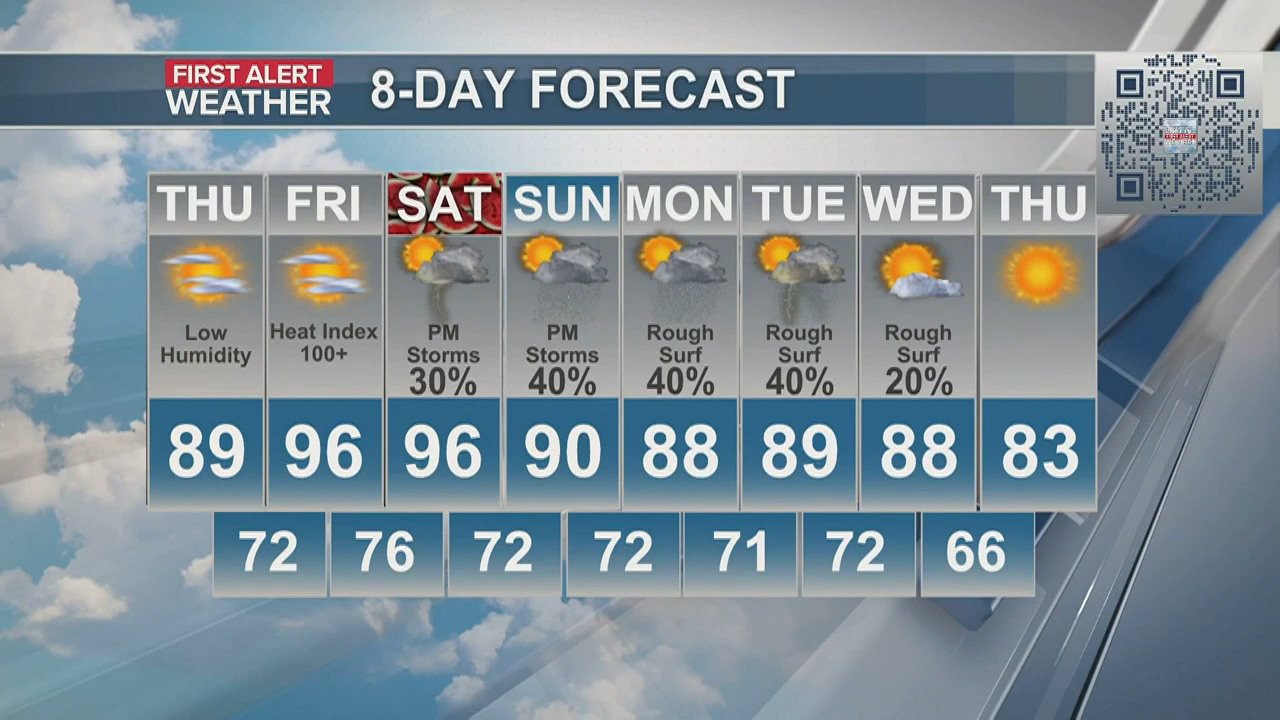 FIRST ALERT
WEATHER
8-DAY FORECAST
THU FRI SAT SUN MON TUE WED THU
Low
Humidity
Heat Index
100+
PM
Storms
30%
PM
Storms
40%
Rough
Surf
40%
Rough
Surf
40%
Rough
Surf
20%
89 96 96 90 88 89 88 83
72 76 72 72 71 72 66